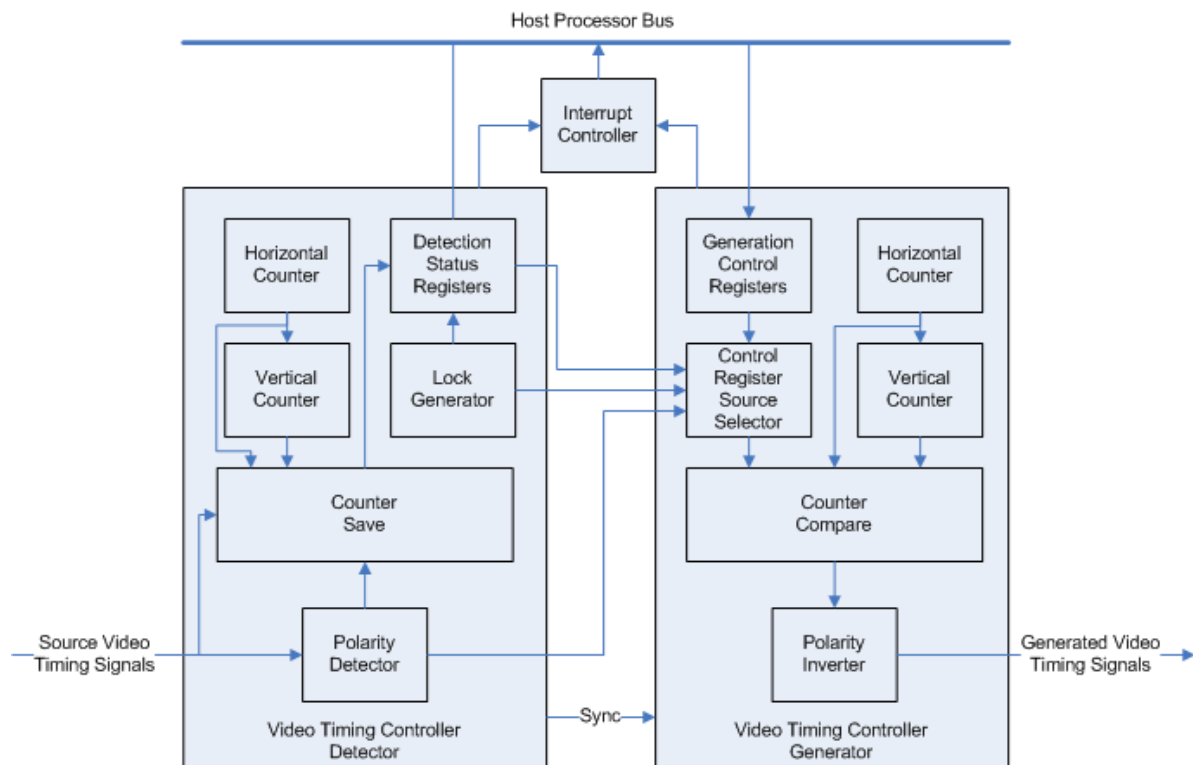 Host Processor Bus
Interrupt
Controller
Horizontal
Counter
Detection
Status
Registers
Generation
Control
Registers
Horizontal
Counter
Vertical
Counter
Lock
Generator
Control
Register
Source
Selector
Vertical
Counter
Counter
Save
Counter
Compare
Source Video
Timing Signals
Polarity
Detector
Polarity
Inverter
Generated Video
Timing Signals
Sync
Video Timing Controller
Detector
Video Timing Controller
Generator